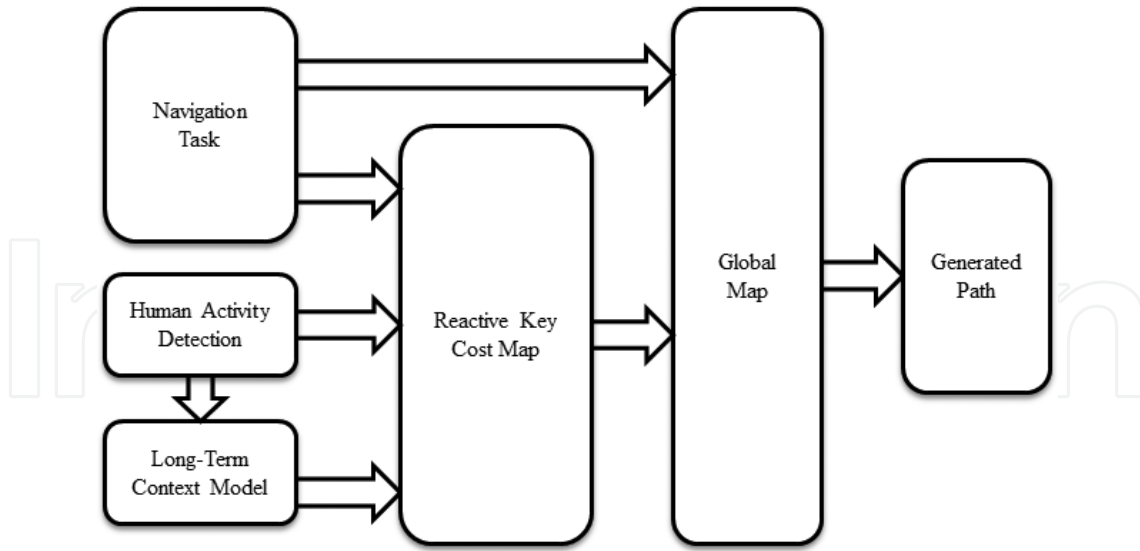 Navigation
Task
Human Activity
Detection
Long-Term
Context Model
Reactive Key
Cost Map
Global
Map
Generated
Path